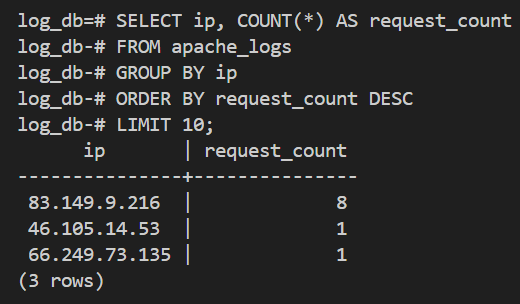 log_db=# SELECT ip, COUNT(*) AS request_count
log_db-# FROM apache_logs
log_db-# GROUP BY ip
log_db-# ORDER BY request_count DESC
log_db-# LIMIT 10;
      ip       | request_count
---------------+---------------
 83.149.9.216  |             8
 46.105.14.53  |             1
 66.249.73.135 |             1
(3 rows)